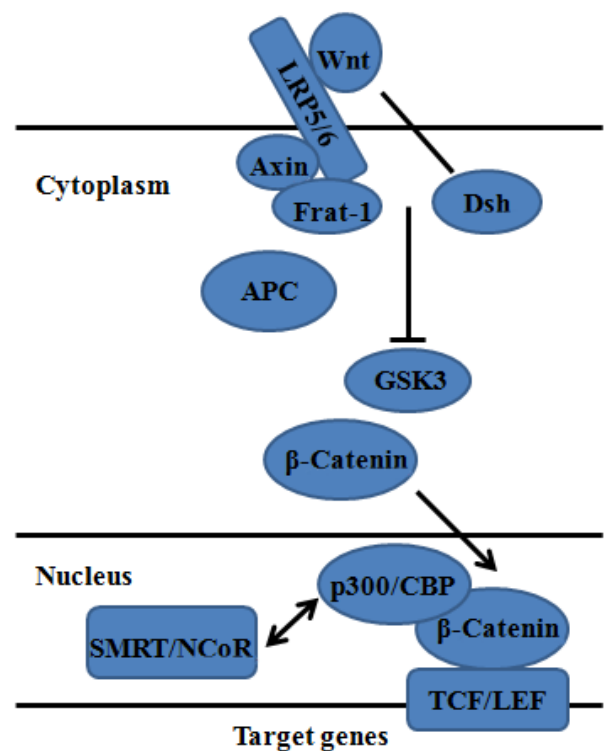 Wnt
LRP5/6
Axin
Cytoplasm
Frat-1
Dsh
APC
GSK3
β-Catenin
Nucleus
p300/CBP
β-Catenin
SMRT/NCoR
TCF/LEF
Target genes